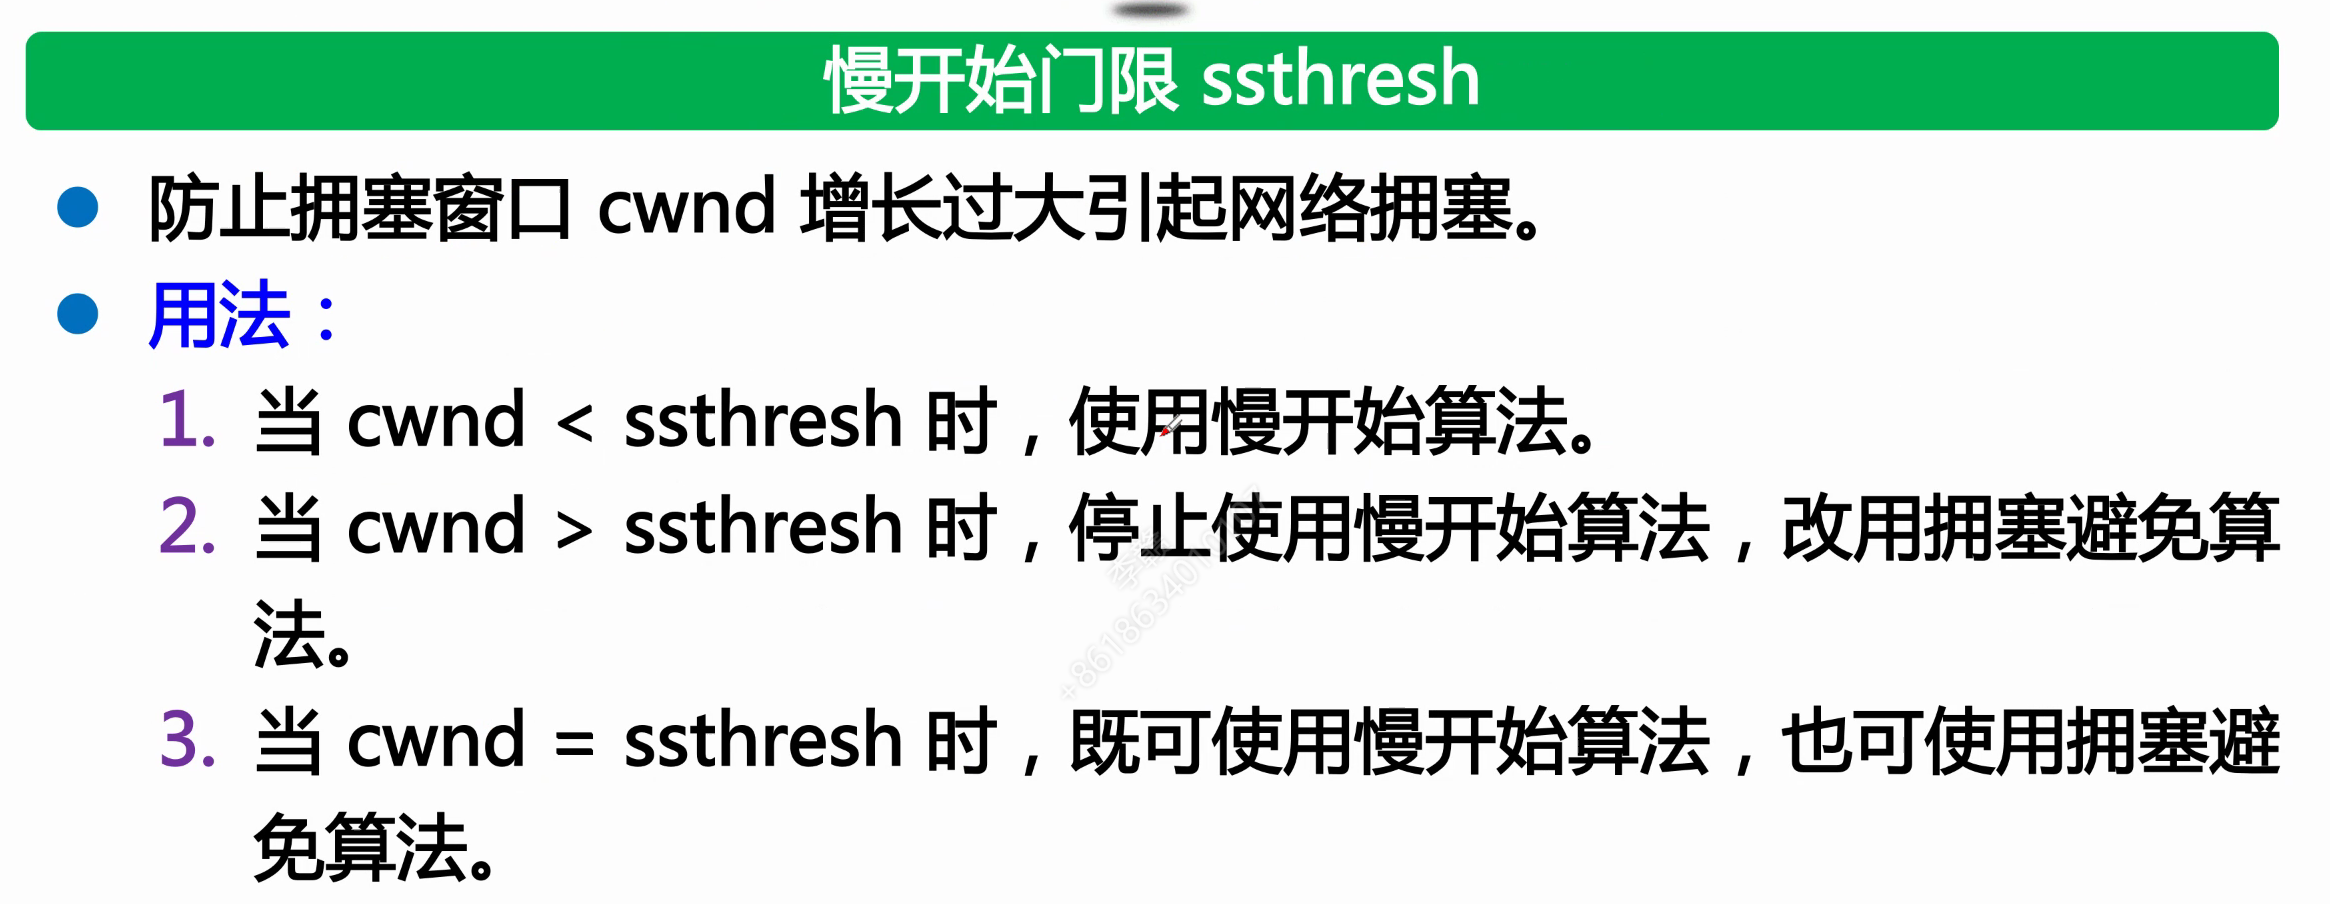 慢开始门限 ssthresh
防止拥塞窗口 cwnd 增长过大引起网络拥塞。
用法：
1. 当 cwnd < ssthresh 时，使用慢开始算法。
2. 当 cwnd > ssthresh 时，停止使用慢开始算法，改用拥塞避免算
法。
3. 当 cwnd = ssthresh 时，既可使用慢开始算法，也可使用拥塞避
免算法。